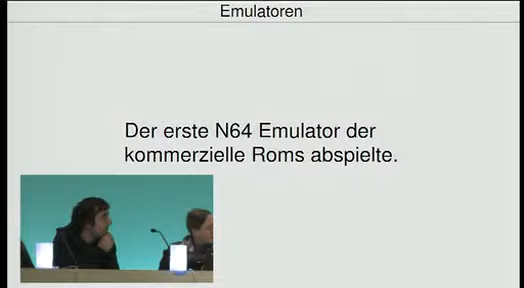 Emulatoren
Der erste N64 Emulator der
kommerzielle Roms abspielte.